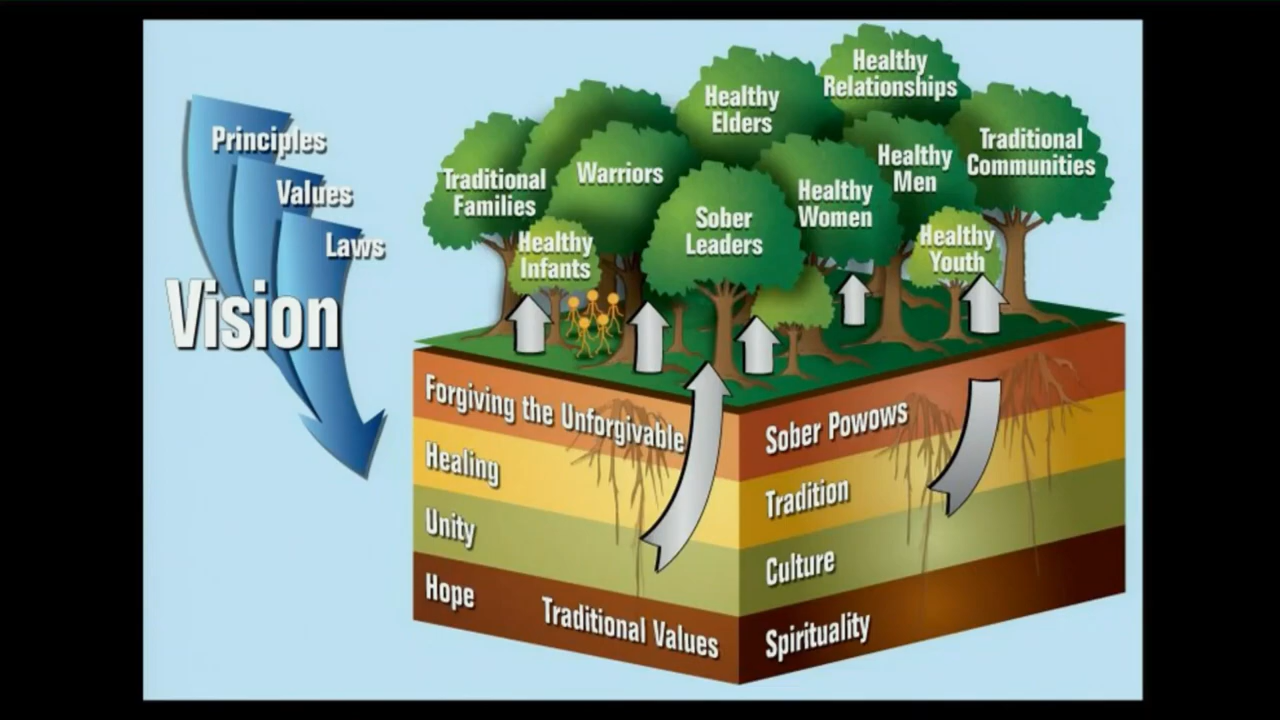 Principles
Values
Laws
Vision
Healthy
Relationships
Healthy
Elders
Traditional
Communities
Healthy
Men
Warriors
Traditional
Families
Healthy
Women
Sober
Leaders
Healthy
Infants
Healthy
Youth
Forgiving the Unforgivable
Healing
Unity
Hope
Traditional Values
Sober Powows
Tradition
Culture
Spirituality